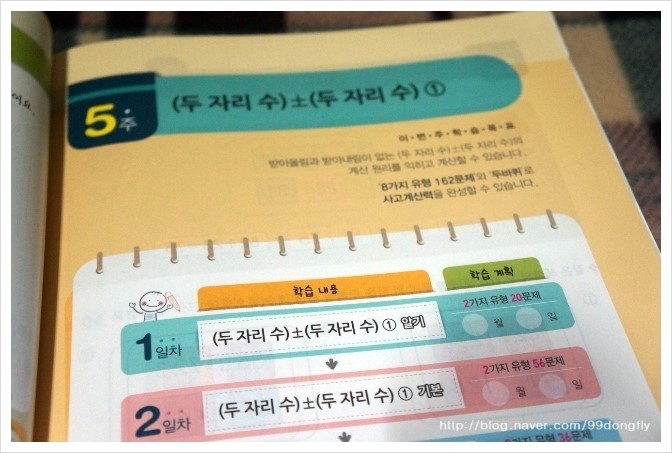 어요.
5주
(두 자리 수)±(두 자리 수) ①
이·번·주·학·습·목·표
받아올림과 받아내림이 없는 (두 자리 수)±(두 자리 수)의
계산 원리를 익히고 계산할 수 있습니다.
'8가지 유형 162문제'와 '두바퀴'로
사고계산력을 완성할 수 있습니다.
학습 내용
학습 계획
1일차
(두 자리 수)±(두 자리 수) ① 알기
2가지 유형 20문제
월 일
2일차
(두 자리 수)±(두 자리 수) ① 기본
2가지 유형 56문제
월 일
36문제
http://blog.naver.com/99dongfly